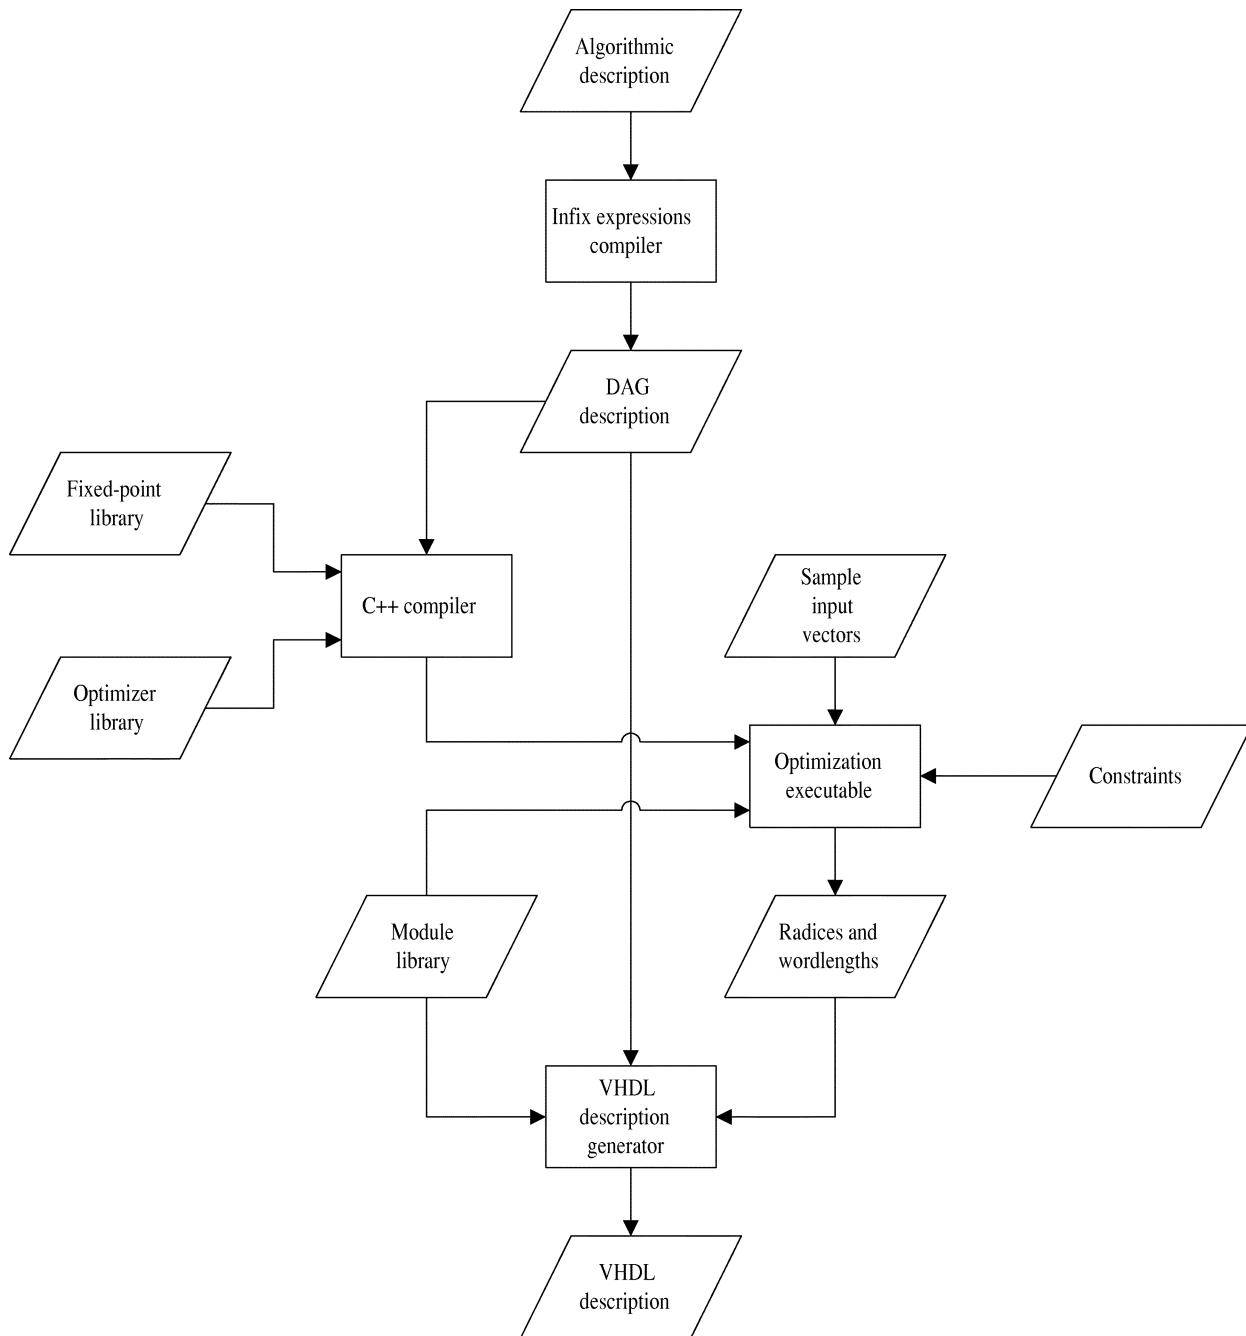 Algorithmic
description
Infix expressions
compiler
DAG
description
Fixed-point
library
C++ compiler
Sample
input
vectors
Optimizer
library
Optimization
executable
Constraints
Module
library
Radices and
wordlengths
VHDL
description
generator
VHDL
description